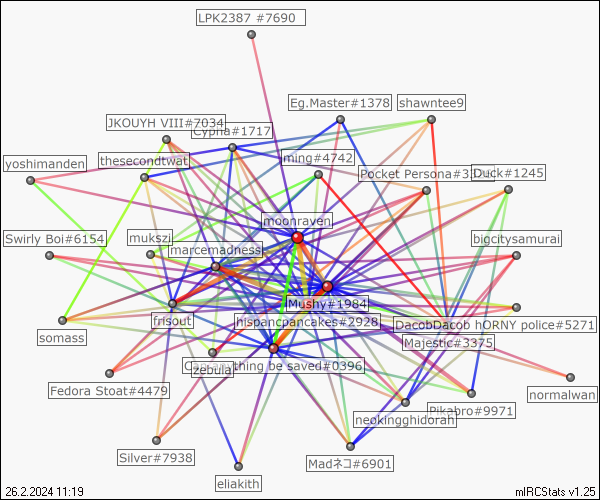 LPK2387 #7690
Eg.Master#1378
shawntee9
JKOUYH VIII#7034
Cypha#1717
yoshimanden
thesecondtwat
ming#4742
Pocket Persona#33
Duck#1245
moonraven
Swirly Boi#6154
mukszi
marcemadness
bigcitysamurai
Mushy#1984
frisout
hispancpancakes#2928
DacobDacob hORNY police#5271
somass
Majestic#3375
zebula
thing be saved#0396
Fedora Stoat#4479
normalwan
neokingghidorah
Pikabro#9971
Silver#7938
Madネコ#6901
eliakith
26.2.2024 11:19
mIRCStats v1.25